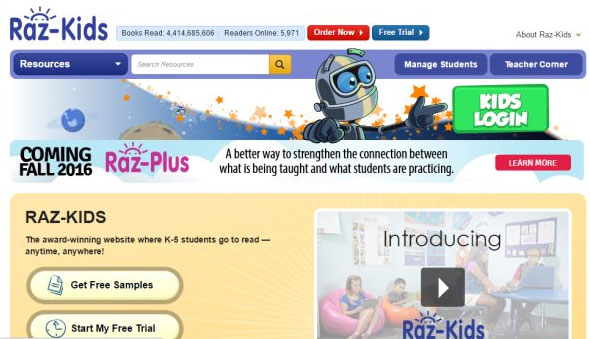 Raz-Kids
Books Read: 4,414,685,606 Readers Online: 5,971
Order Now
Free Trial
About Raz-Kids
Resources
Search Resources
Manage Students
Teacher Corner
KIDS
LOGIN
COMING
FALL 2016
Raz-Plus
A better way to strengthen the connection between
what is being taught and what students are practicing.
LEARN MORE
RAZ-KIDS
The award-winning website where K-5 students go to read —
anytime, anywhere!
Get Free Samples
Start My Free Trial
Introducing
Raz-Kids